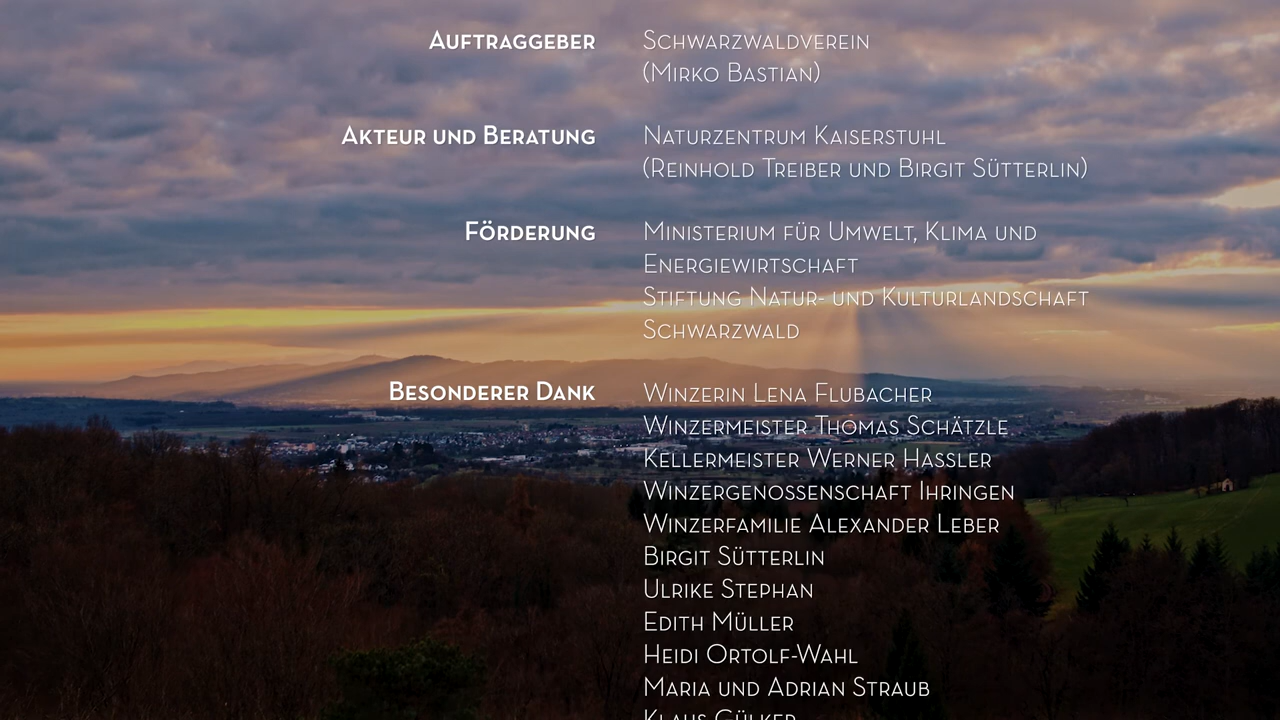 Auftraggeber Schwarzwaldverein
(Mirko Bastian)
Akteur und Beratung Naturzentrum Kaiserstuhl
(Reinhold Treiber und Birgit Sütterlin)
Förderung Ministerium für Umwelt, Klima und
Energiewirtschaft
Stiftung Natur- und Kulturlandschaft
Schwarzwald
Besonderer Dank Winzerin Lena Flubacher
Winzermeister Thomas Schätzle
Kellermeister Werner Hassler
Winzergenossenschaft Ihringen
Winzerfamilie Alexander Leber
Birgit Sütterlin
Ulrike Stephan
Edith Müller
Heidi Ortolf-Wahl
Maria und Adrian Straub
Klaus Gülker